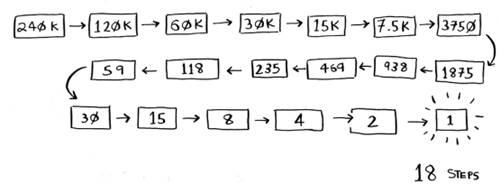 240K → 120K → 60K → 30K → 15K → 7.5K → 3750
59 ← 118 ← 235 ← 469 ← 938 ← 1875
30 → 15 → 8 → 4 → 2 → 1
18 STEPS